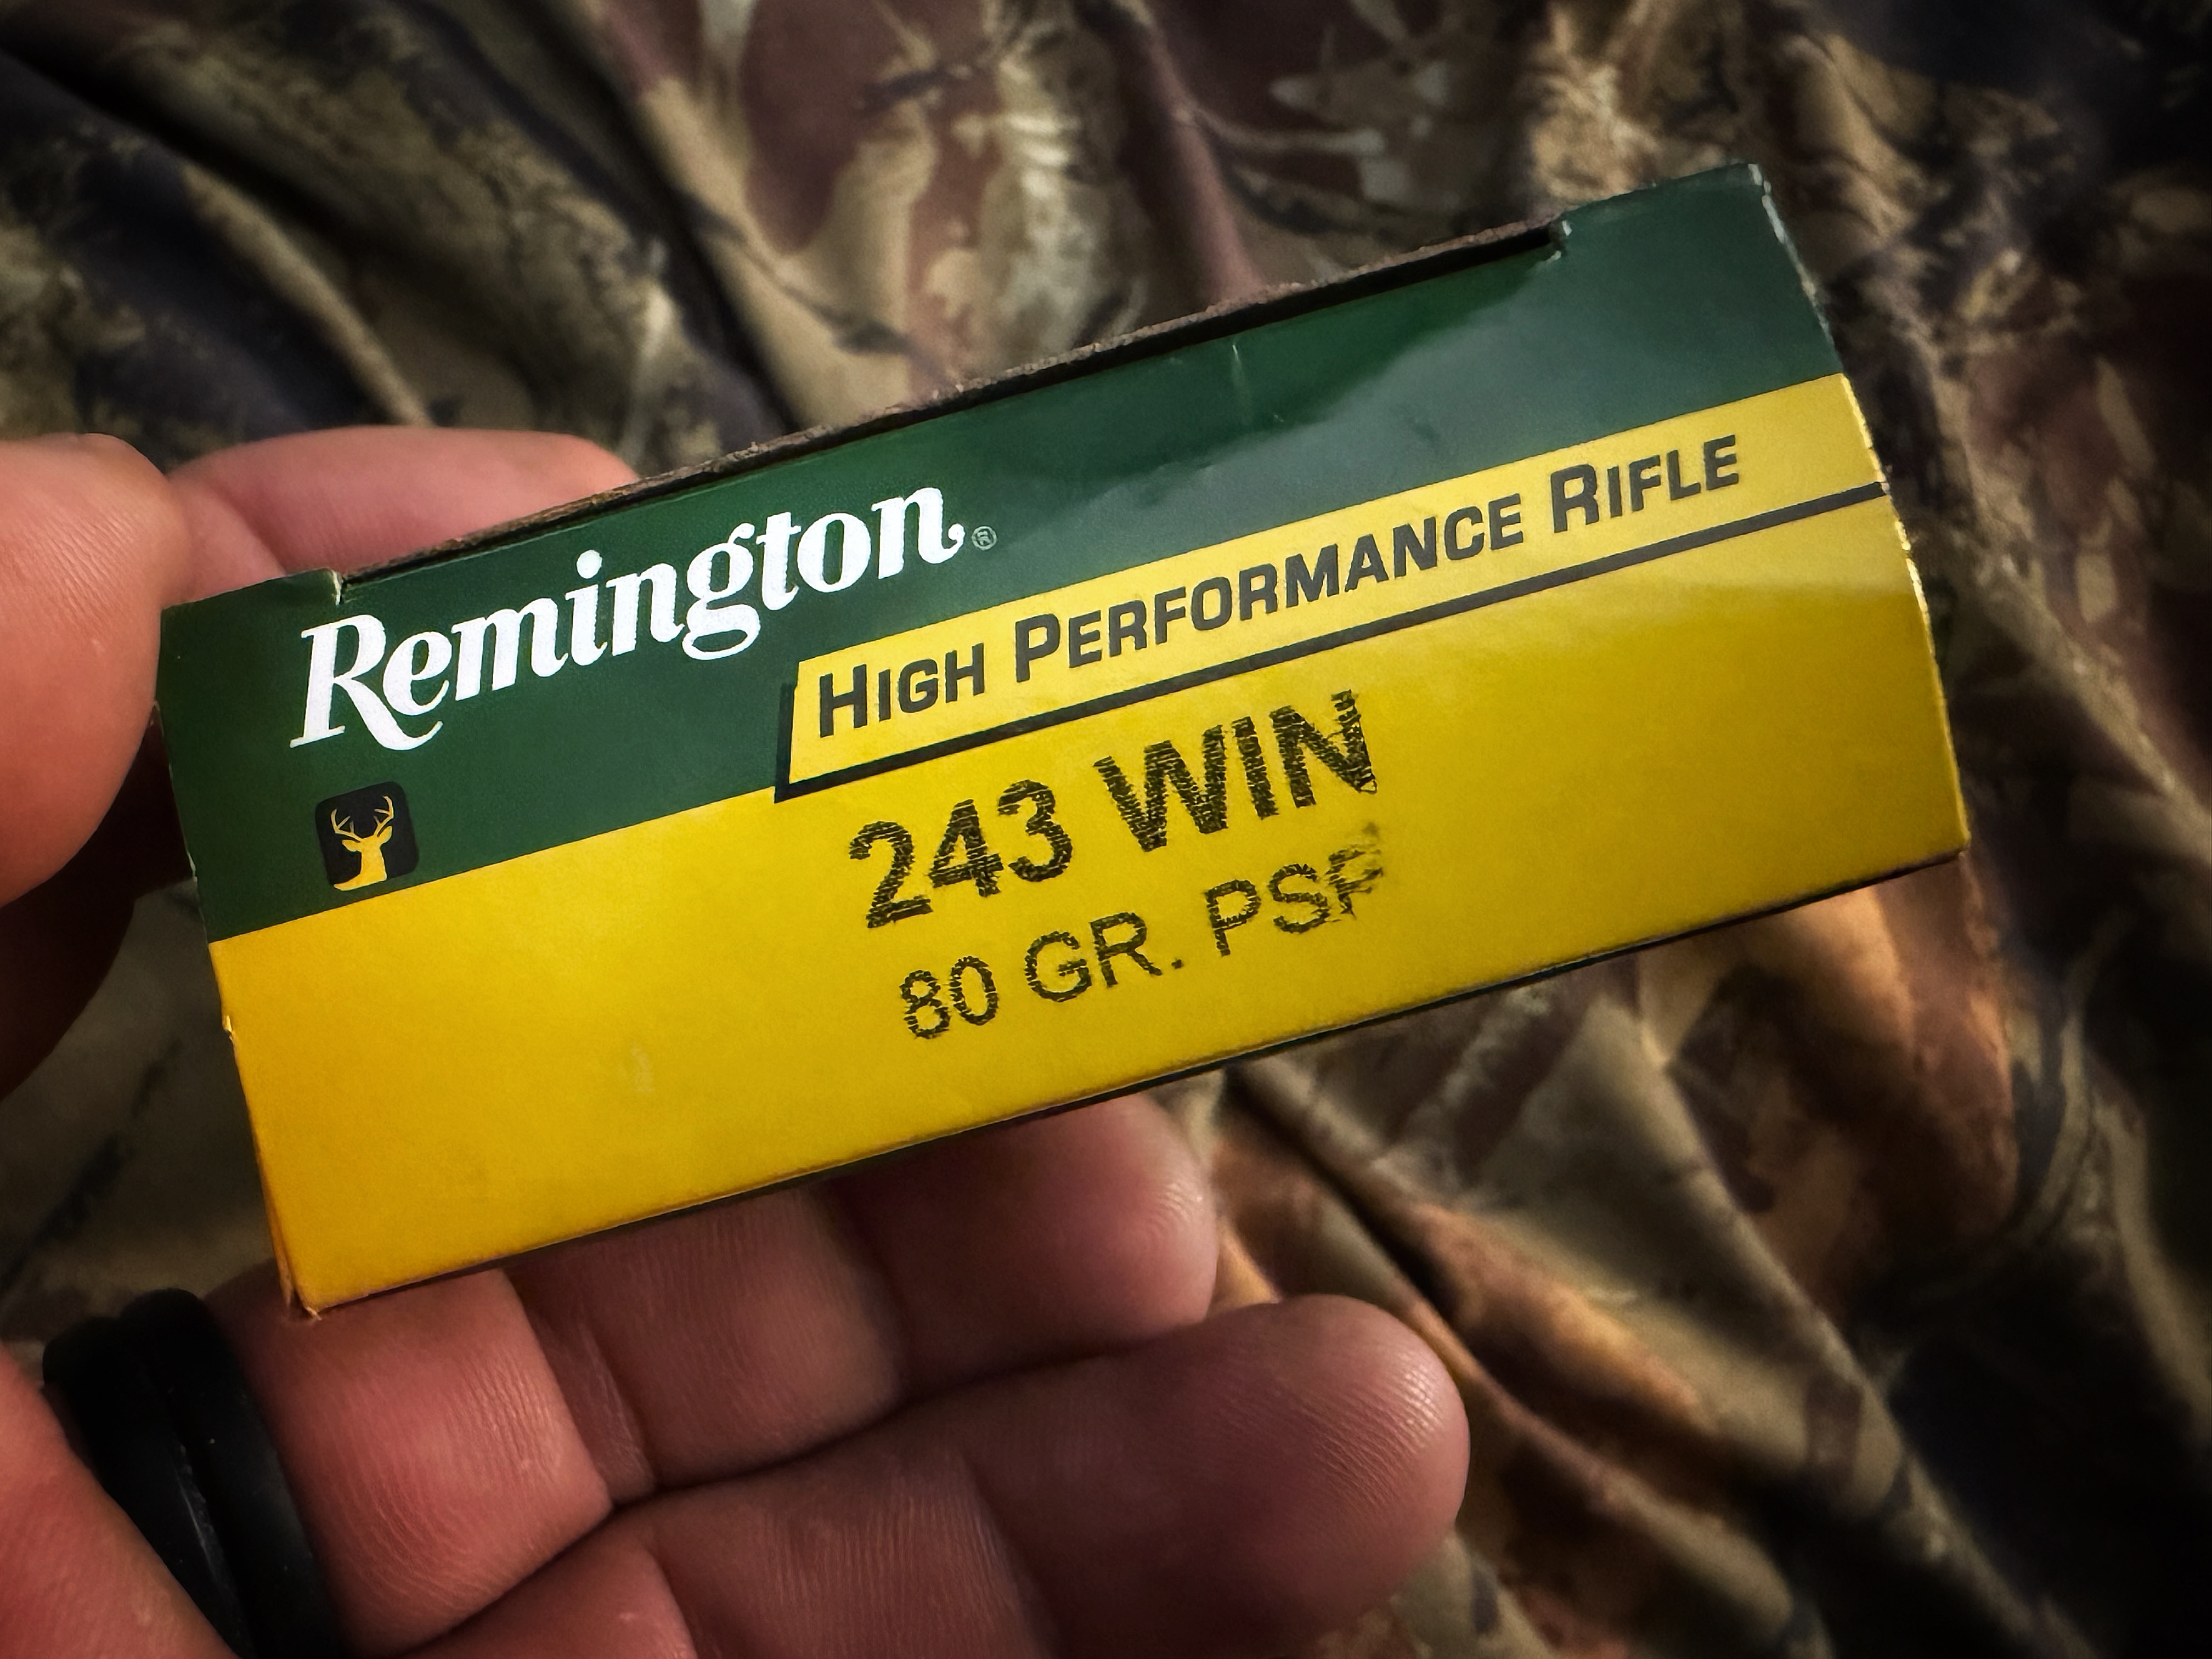 Remington®
HIGH PERFORMANCE RIFLE
243 WIN
80 GR. PSP